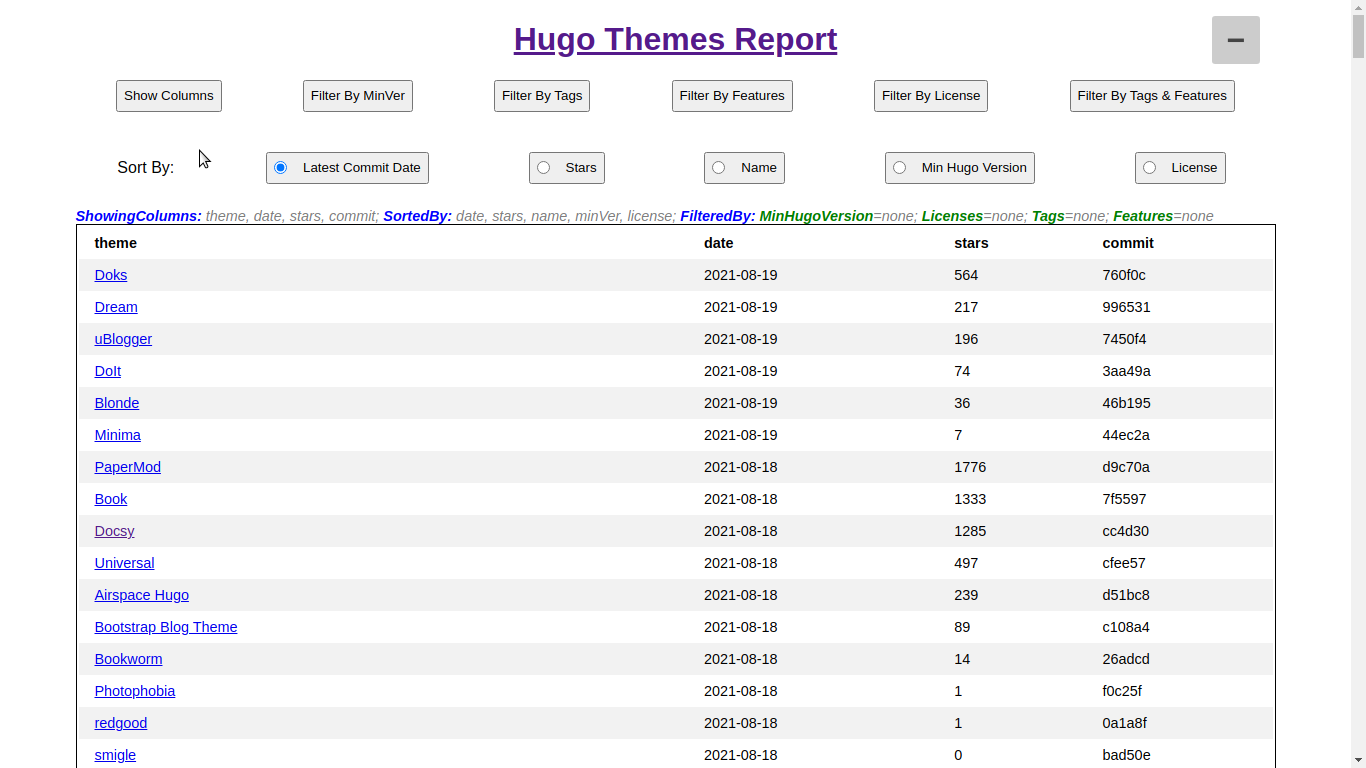 Hugo Themes Report
Show Columns Filter By MinVer Filter By Tags Filter By Features Filter By License Filter By Tags & Features
Sort By: Latest Commit Date Stars Name Min Hugo Version License
ShowingColumns: theme, date, stars, commit; SortedBy: date, stars, name, minVer, license; FilteredBy: MinHugoVersion=none; Licenses=none; Tags=none; Features=none
theme date stars commit
Doks 2021-08-19 564 760f0c
Dream 2021-08-19 217 996531
uBlogger 2021-08-19 196 7450f4
DoIt 2021-08-19 74 3aa49a
Blonde 2021-08-19 36 46b195
Minima 2021-08-19 7 44ec2a
PaperMod 2021-08-18 1776 d9c70a
Book 2021-08-18 1333 7f5597
Docsy 2021-08-18 1285 cc4d30
Universal 2021-08-18 497 cfee57
Airspace Hugo 2021-08-18 239 d51bc8
Bootstrap Blog Theme 2021-08-18 89 c108a4
Bookworm 2021-08-18 14 26adcd
Photophobia 2021-08-18 1 f0c25f
redgood 2021-08-18 1 0a1a8f
smigle 2021-08-18 0 bad50e